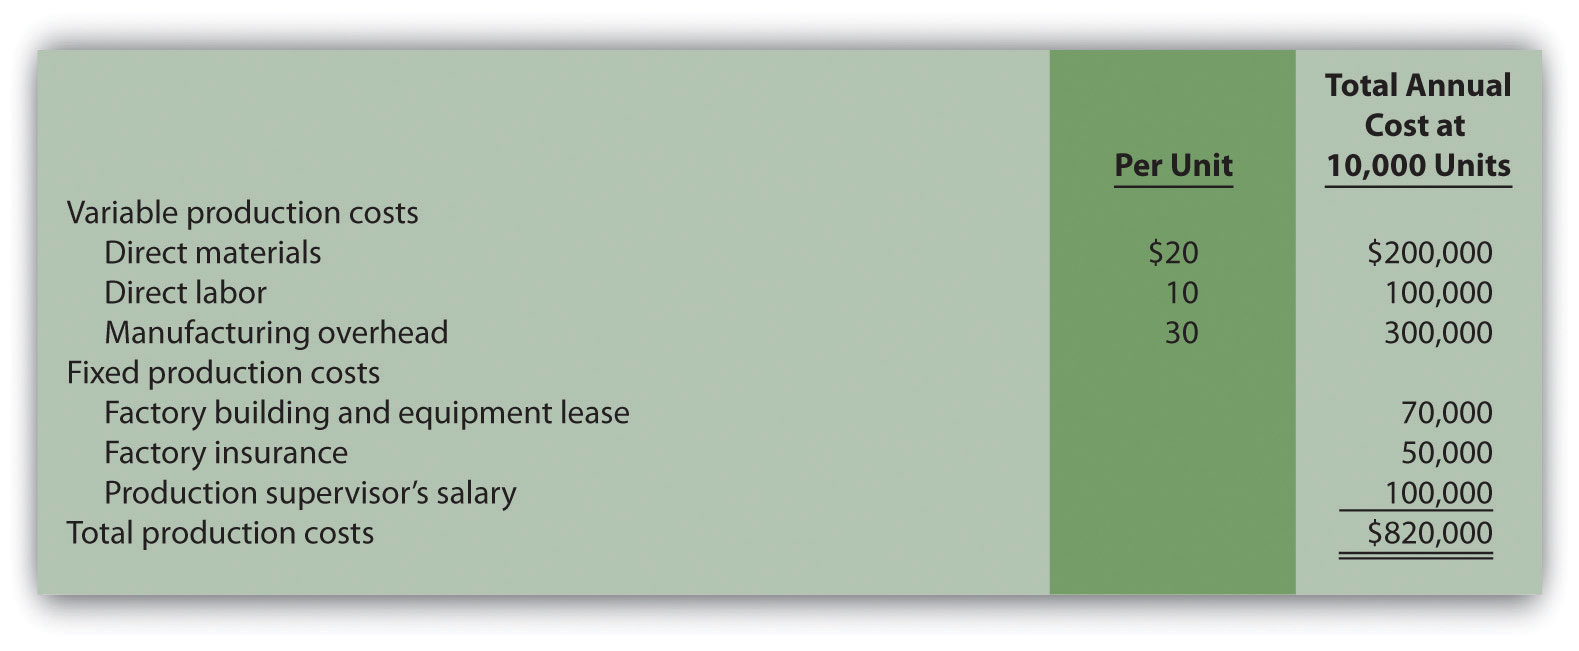 Total Annual
Cost at
Per Unit 10,000 Units
Variable production costs
Direct materials $20 $200,000
Direct labor 10 100,000
Manufacturing overhead 30 300,000
Fixed production costs
Factory building and equipment lease 70,000
Factory insurance 50,000
Production supervisor’s salary 100,000
Total production costs $820,000